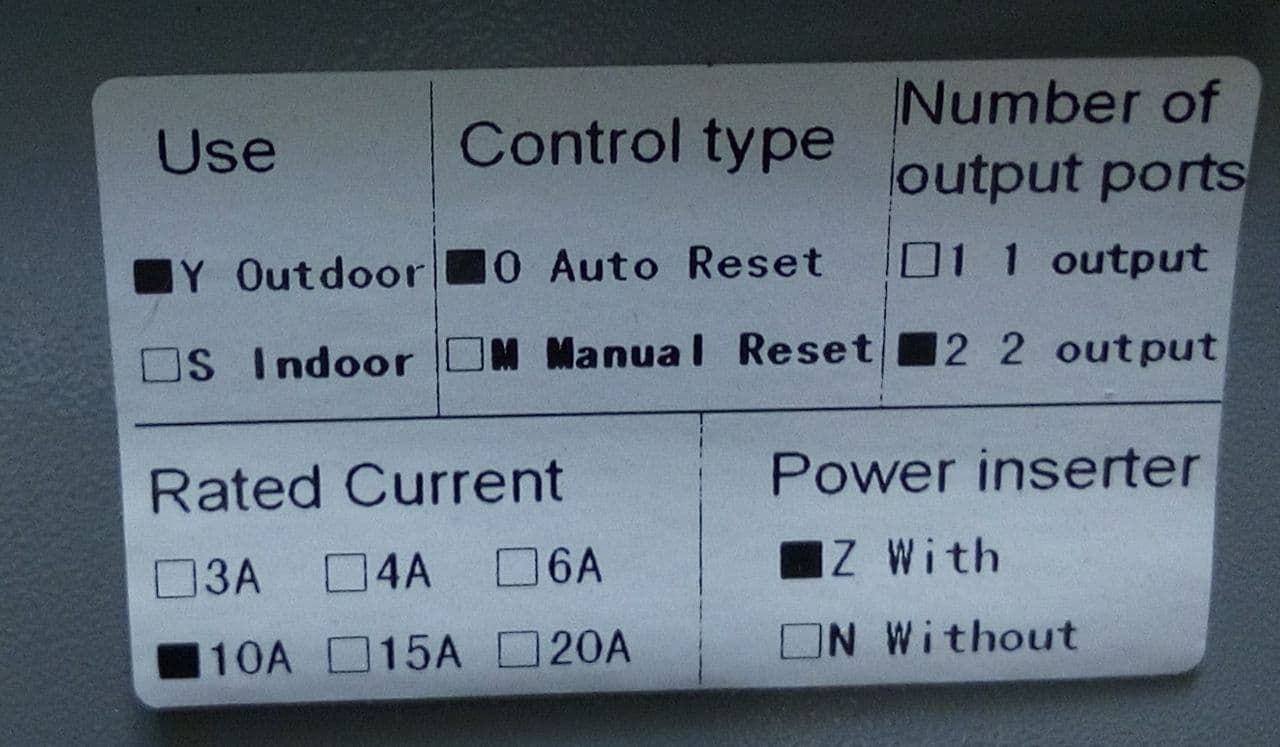 Use
■Y Outdoor
□S Indoor
Control type
■0 Auto Reset
□M Manual Reset
Number of
output ports
□1 1 output
■2 2 output
Rated Current
□3A □4A □6A
■10A □15A □20A
Power inserter
■Z With
□N Without